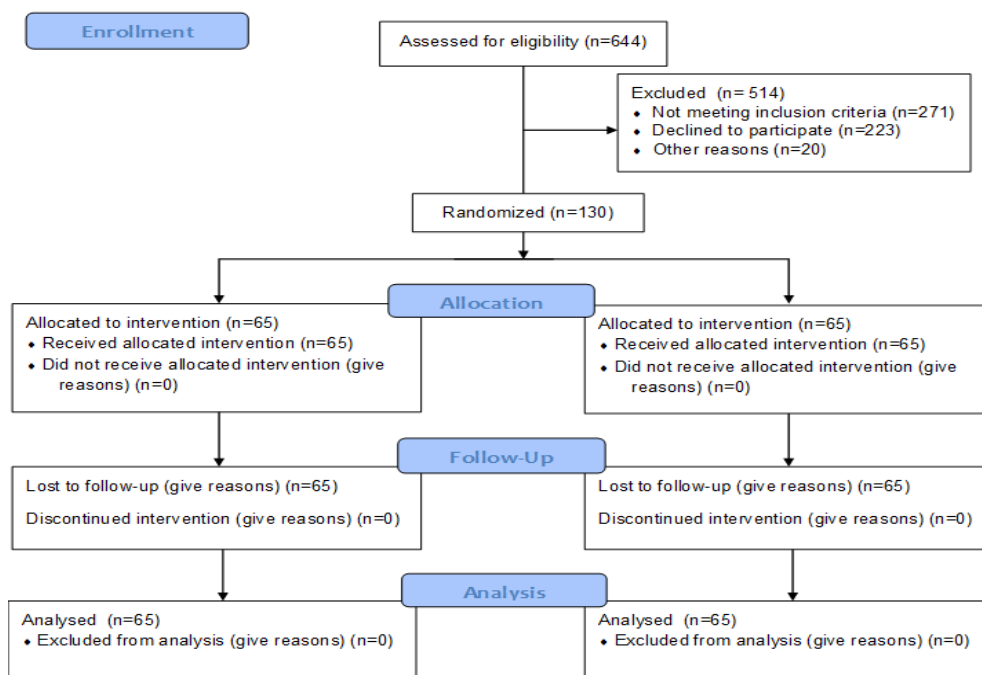 Enrollment
Assessed for eligibility (n=644)
Excluded (n= 514)
• Not meeting inclusion criteria (n=271)
• Declined to participate (n=223)
• Other reasons (n=20)
Randomized (n=130)
Allocation
Allocated to intervention (n=65)
• Received allocated intervention (n=65)
• Did not receive allocated intervention (give
reasons) (n=0)
Allocated to intervention (n=65)
• Received allocated intervention (n=65)
• Did not receive allocated intervention (give
reasons) (n=0)
Follow-Up
Lost to follow-up (give reasons) (n=65)
Discontinued intervention (give reasons) (n=0)
Lost to follow-up (give reasons) (n=65)
Discontinued intervention (give reasons) (n=0)
Analysis
Analysed (n=65)
• Excluded from analysis (give reasons) (n=0)
Analysed (n=65)
• Excluded from analysis (give reasons) (n=0)